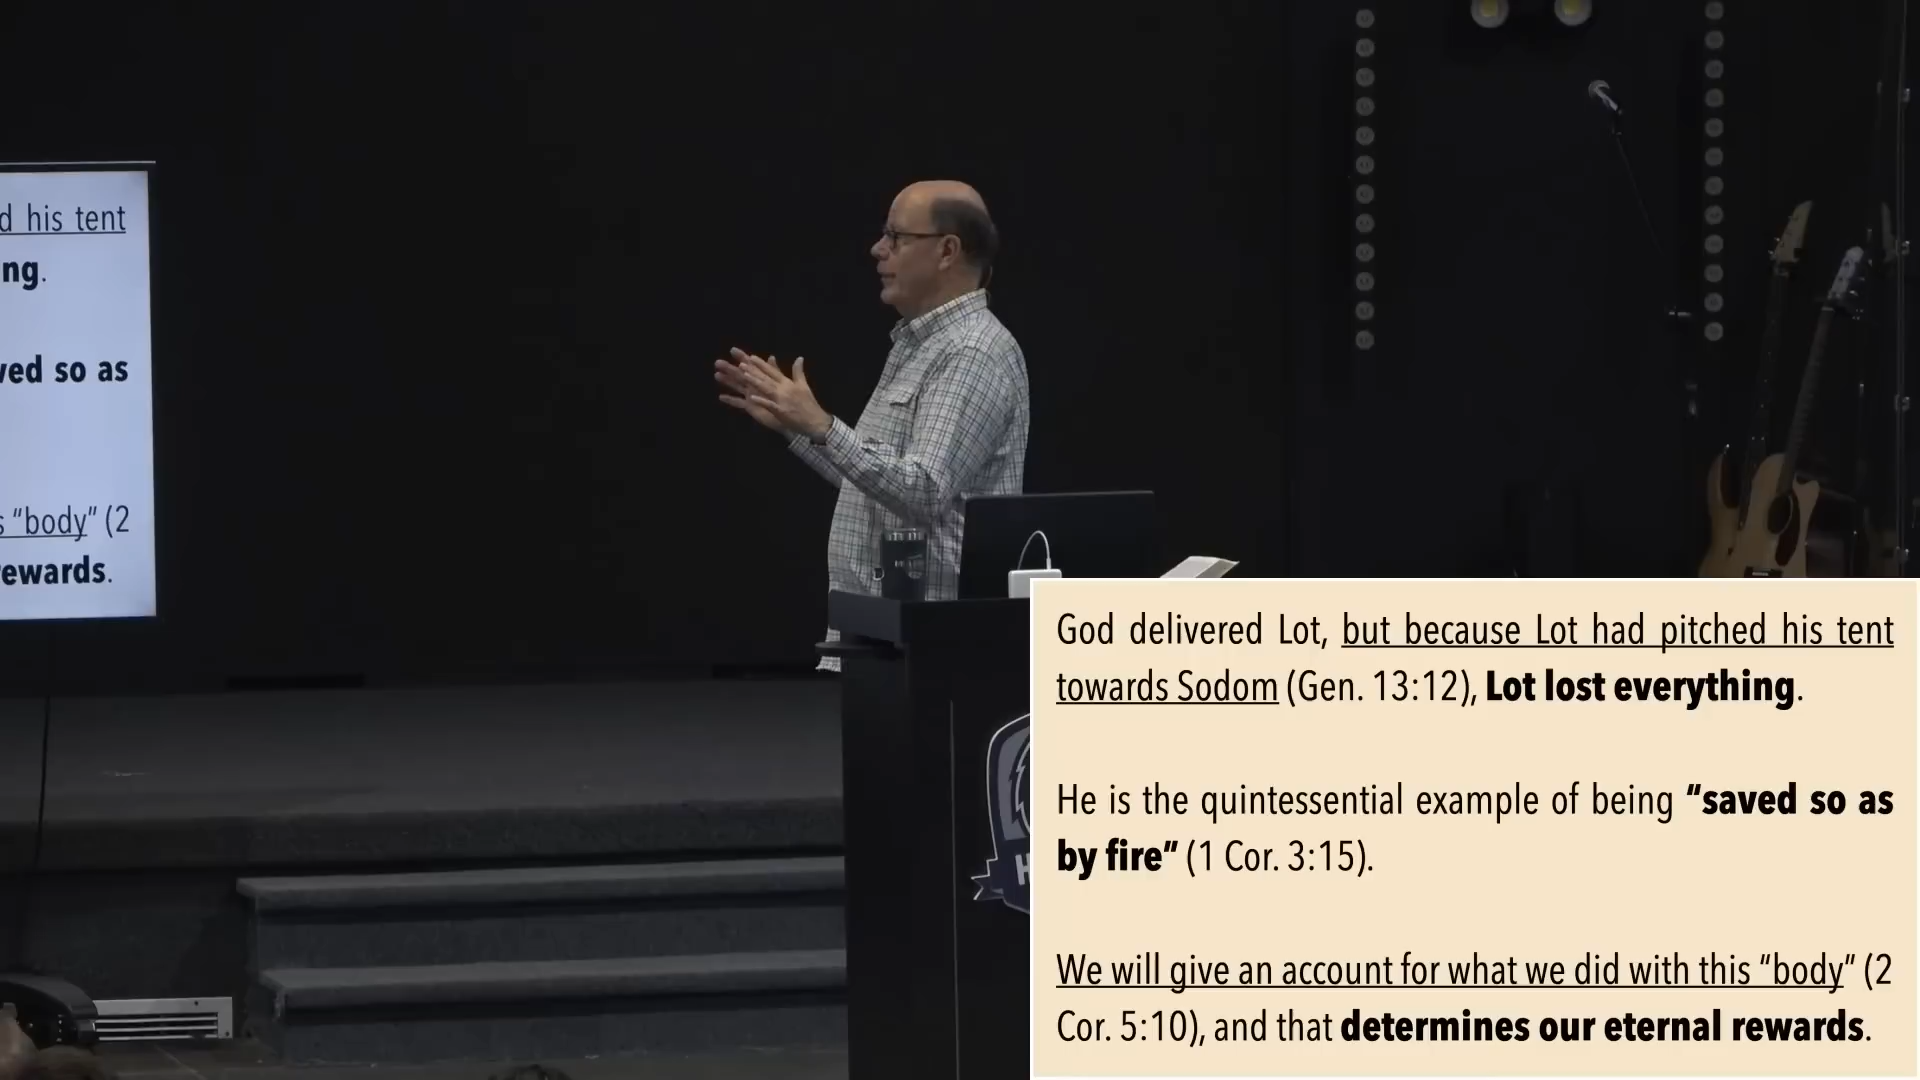 d his tent
ng.
ved so as
s “body” (2
rewards.
H
God delivered Lot, but because Lot had pitched his tent
towards Sodom (Gen. 13:12), Lot lost everything.
He is the quintessential example of being “saved so as
by fire” (1 Cor. 3:15).
We will give an account for what we did with this “body” (2
Cor. 5:10), and that determines our eternal rewards.